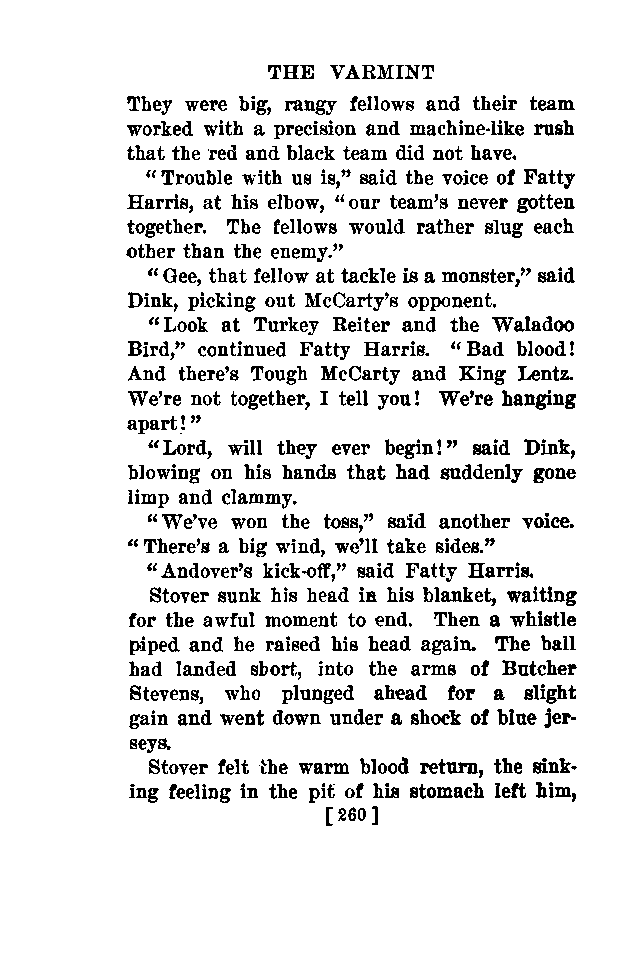 THE VARMINT
They were big, rangy fellows and their team
worked with a precision and machine-like rush
that the red and black team did not have.
“Trouble with us is,” said the voice of Fatty
Harris, at his elbow, “our team’s never gotten
together. The fellows would rather slug each
other than the enemy.”
“Gee, that fellow at tackle is a monster,” said
Dink, picking out McCarty’s opponent.
“Look at Turkey Reiter and the Waladoo
Bird,” continued Fatty Harris. “Bad blood!
And there’s Tough McCarty and King Lentz.
We’re not together, I tell you! We’re hanging
apart!”
“Lord, will they ever begin!” said Dink,
blowing on his hands that had suddenly gone
limp and clammy.
“We’ve won the toss,” said another voice.
“There’s a big wind, we’ll take sides.”
“Andover’s kick-off,” said Fatty Harris.
Stover sunk his head in his blanket, waiting
for the awful moment to end. Then a whistle
piped and he raised his head again. The ball
had landed short, into the arms of Butcher
Stevens, who plunged ahead for a slight
gain and went down under a shock of blue jer-
seys.
Stover felt the warm blood return, the sink-
ing feeling in the pit of his stomach left him,
[260]